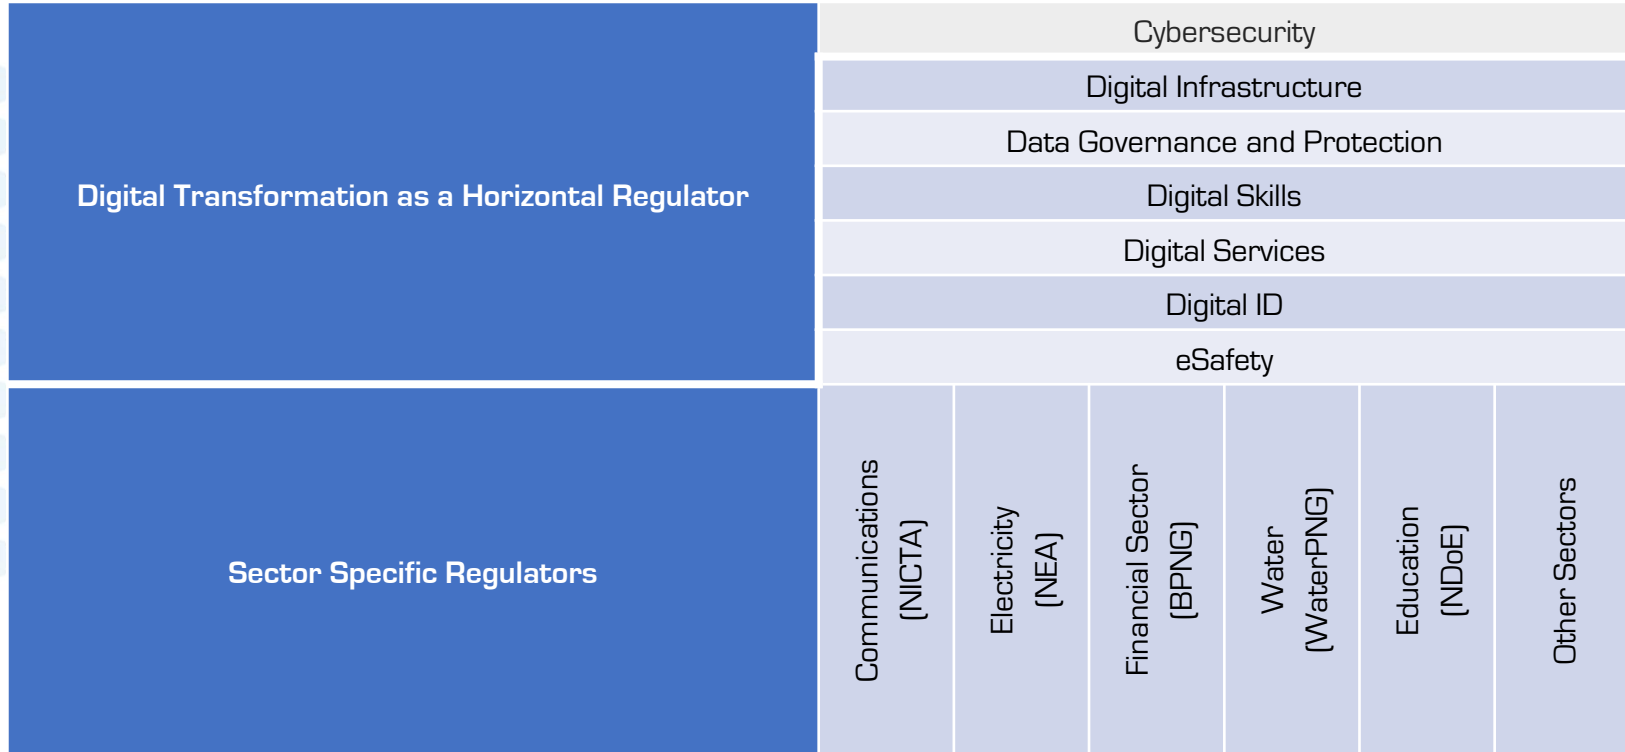 Cybersecurity
Digital Infrastructure
Data Governance and Protection
Digital Transformation as a Horizontal Regulator
Digital Skills
Digital Services
Digital ID
eSafety
Sector Specific Regulators
Communications
(NICTA)
Electricity
(NEA)
Financial Sector
(BPNG)
Water
(WaterPNG)
Education
(NDoE)
Other Sectors